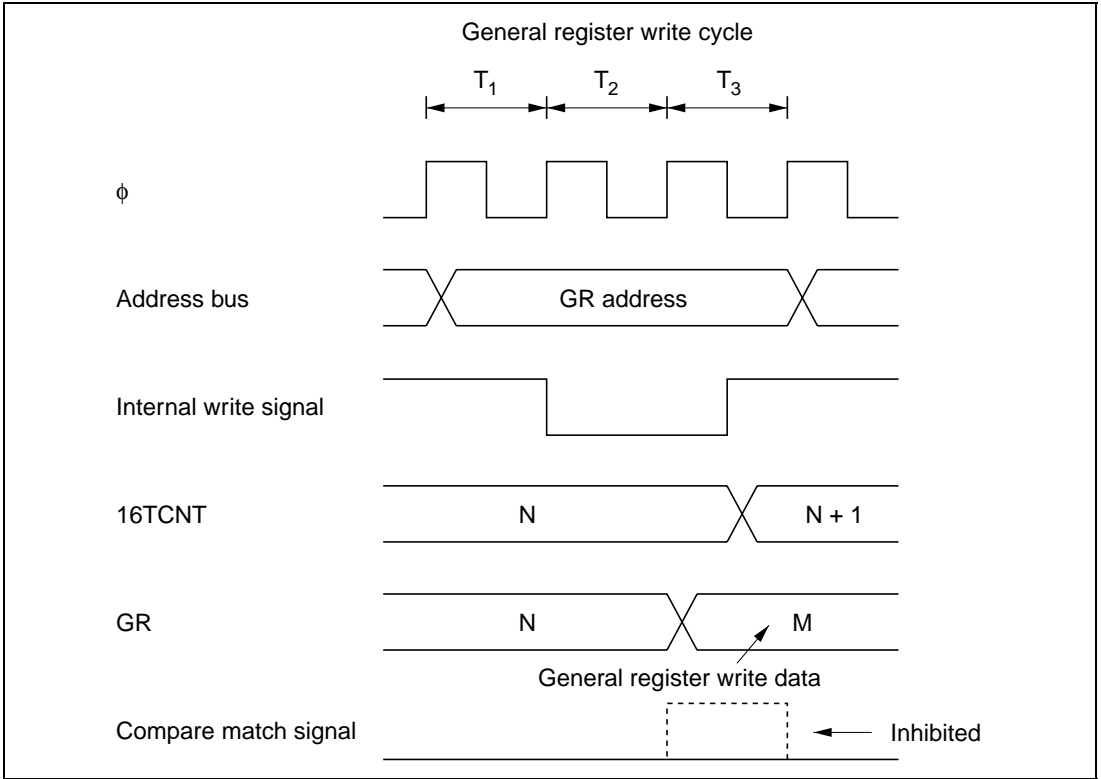 General register write cycle
T1 T2 T3
φ
Address bus GR address
Internal write signal
16TCNT N N + 1
GR N M
General register write data
Compare match signal Inhibited